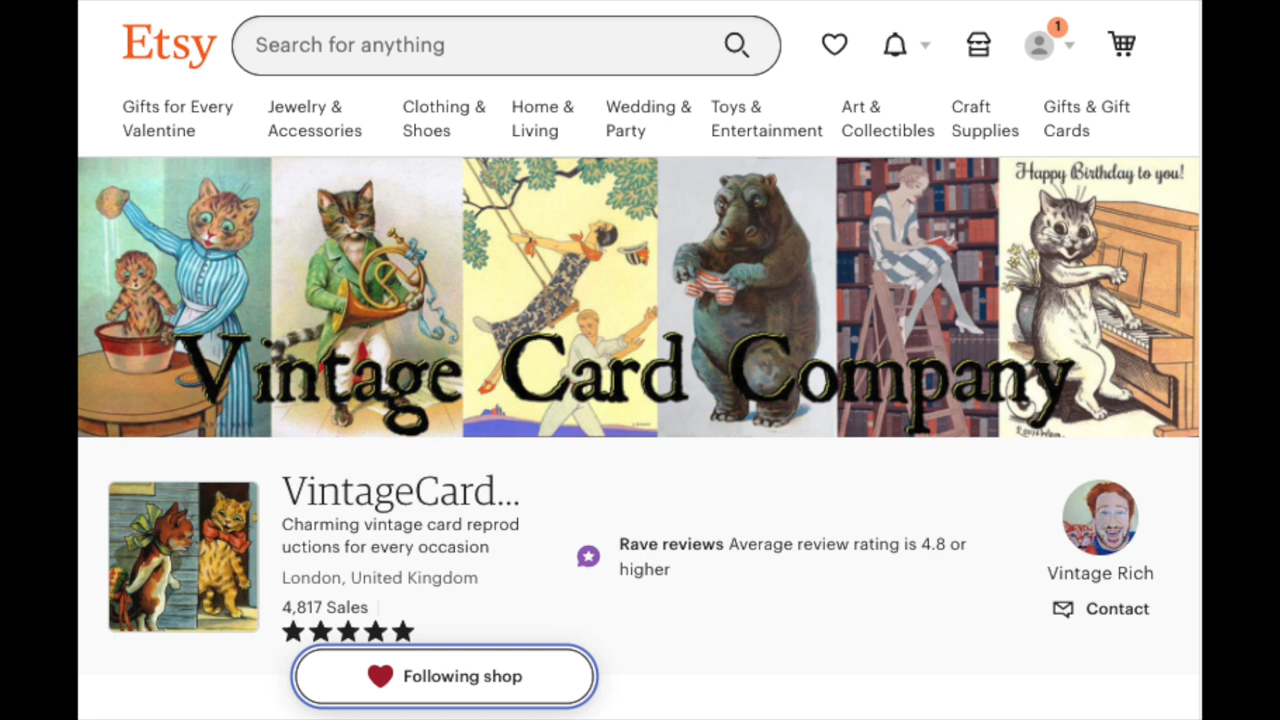 Etsy
Search for anything
1
Gifts for Every
Valentine
Jewelry &
Accessories
Clothing &
Shoes
Home &
Living
Wedding &
Party
Toys &
Entertainment
Art &
Collectibles
Craft
Supplies
Gifts & Gift
Cards
Happy Birthday to you!
Vintage Card Company
VintageCard...
Charming vintage card reprod
uctions for every occasion
London, United Kingdom
4,817 Sales
Rave reviews Average review rating is 4.8 or
higher
Vintage Rich
Contact
Following shop